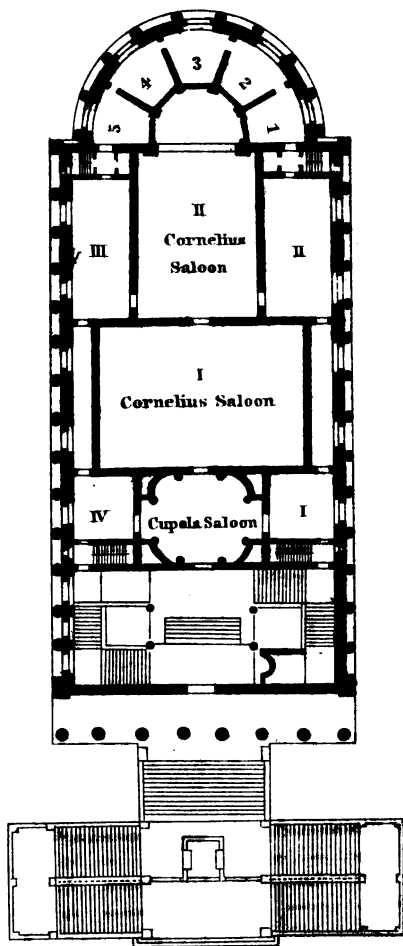 3
4 2
5 1
II
Cornelius
Saloon
III
II
I
Cornelius Saloon
IV
Cupola Saloon
I